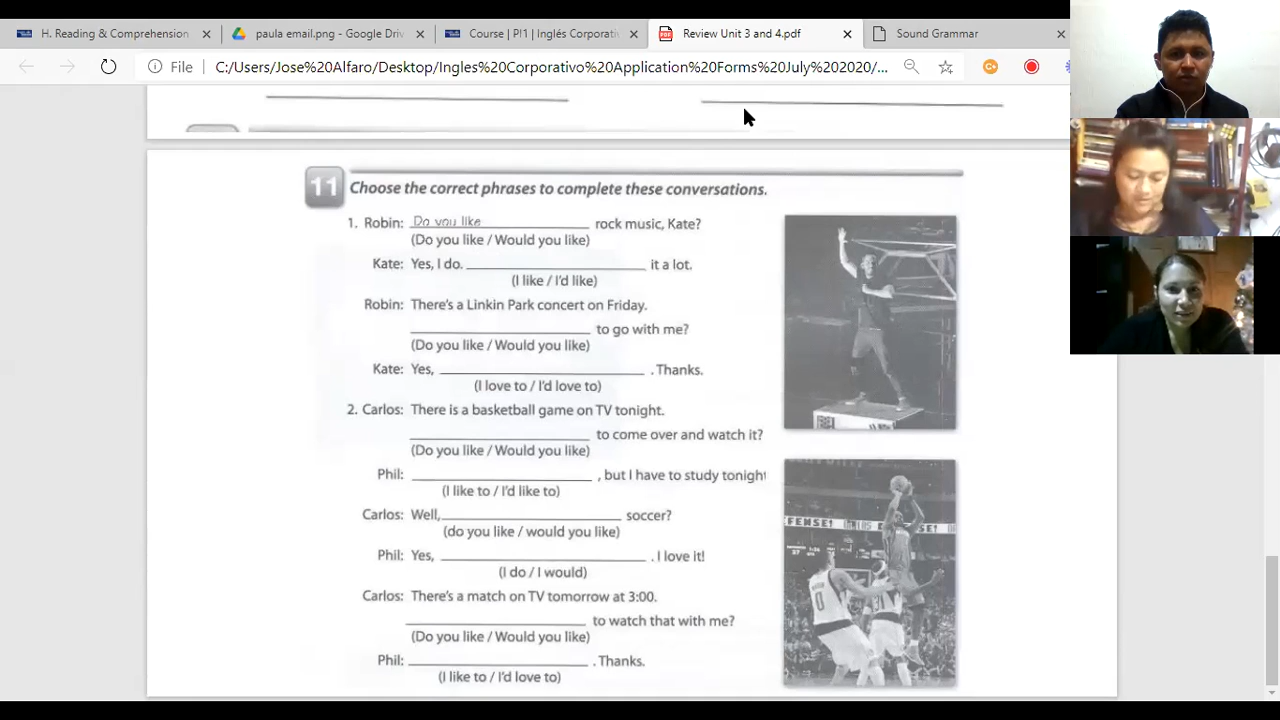 H. Reading & Comprehension
paula email.png - Google Driv
Course | P!1 | Inglés Corporati
Review Unit 3 and 4.pdf
Sound Grammar
File
C:/Users/Jose%20Alfaro/Desktop/Ingles%20Corporativo%20Application%20Forms%20July%202020/...
11 Choose the correct phrases to complete these conversations.
1. Robin: Do you like rock music, Kate?
(Do you like / Would you like)
Kate: Yes, I do. it a lot.
(I like / I'd like)
Robin: There's a Linkin Park concert on Friday.
to go with me?
(Do you like / Would you like)
Kate: Yes, . Thanks.
(I love to / I'd love to)
2. Carlos: There is a basketball game on TV tonight.
to come over and watch it?
(Do you like / Would you like)
Phil: , but I have to study tonight
(I like to / I'd like to)
Carlos: Well, soccer?
(do you like / would you like)
Phil: Yes, . I love it!
(I do / I would)
Carlos: There's a match on TV tomorrow at 3:00.
to watch that with me?
(Do you like / Would you like)
Phil: . Thanks.
(I like to / I'd love to)
EFENSE!
0
31